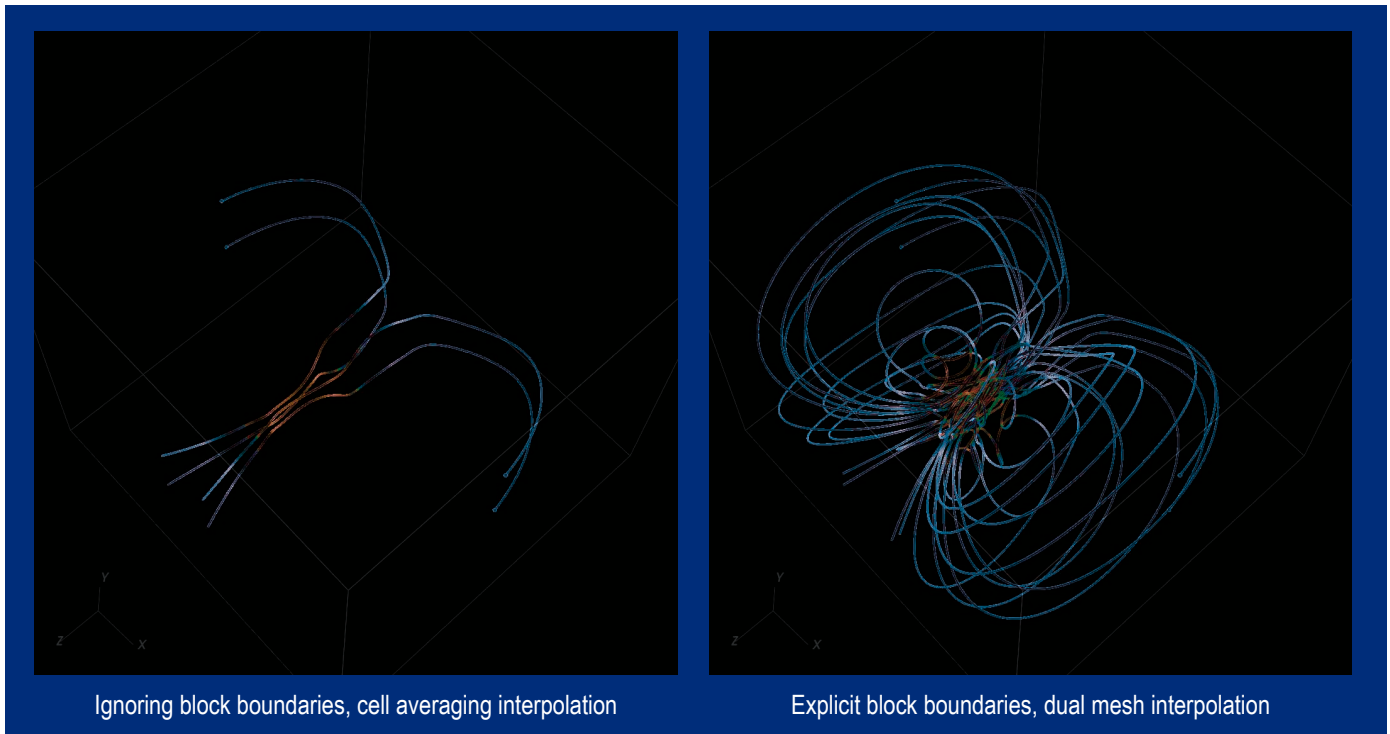 Y
Z
X
Y
Z
X
Ignoring block boundaries, cell averaging interpolation
Explicit block boundaries, dual mesh interpolation